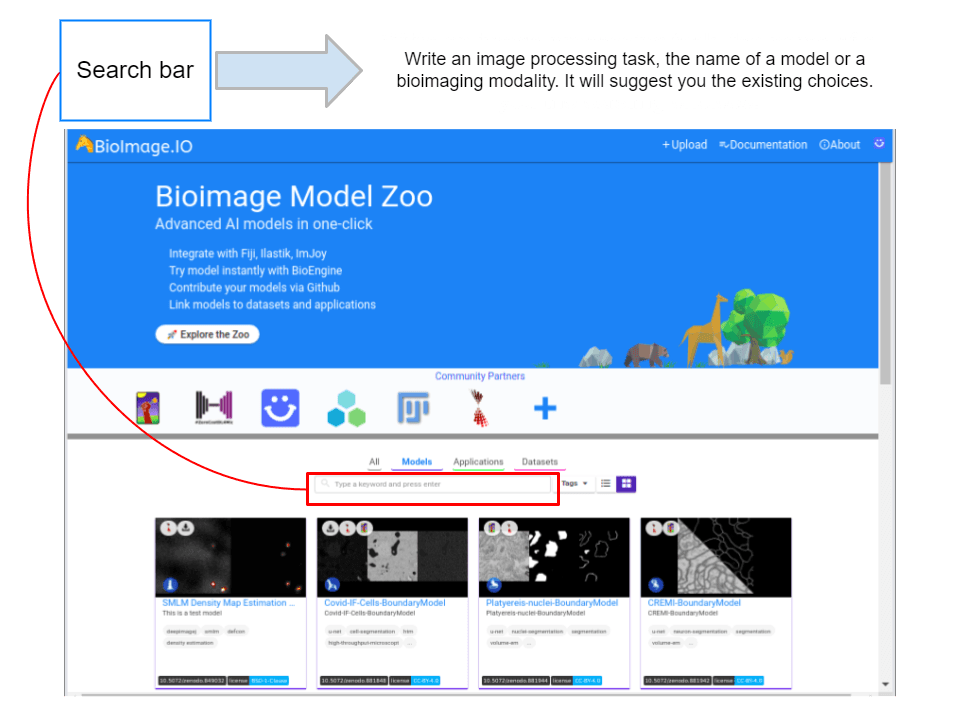 Search bar
Write an image processing task, the name of a model or a
bioimaging modality. It will suggest you the existing choices.
BioImage.IO
+Upload Documentation About
Bioimage Model Zoo
Advanced AI models in one-click
Integrate with Fiji, Ilastik, ImJoy
Try model instantly with BioEngine
Contribute your models via Github
Link models to datasets and applications
Explore the Zoo
Community Partners
All Models Applications Datasets
Type a keyword and press enter
Tags
SMLM Density Map Estimation ...
This is a test model
deepimagej smlm defcon
density estimation
10.5072/zenodo.849032 license BSD-2-Clause
Covid-IF-Cells-BoundaryModel
Covid-IF-Cells-BoundaryModel
u-net cell-segmentation htm
high-throughput-microscopi ...
10.5072/zenodo.881848 license CC-BY-4.0
Platyereis-nuclei-BoundaryModel
Platyereis-nuclei-BoundaryModel
u-net nuclei-segmentation segmentation
volume-em ...
10.5072/zenodo.881944 license CC-BY-4.0
CREMI-BoundaryModel
CREMI-BoundaryModel
u-net neuron-segmentation segmentation
volume-em ...
10.5072/zenodo.881942 license CC-BY-4.0